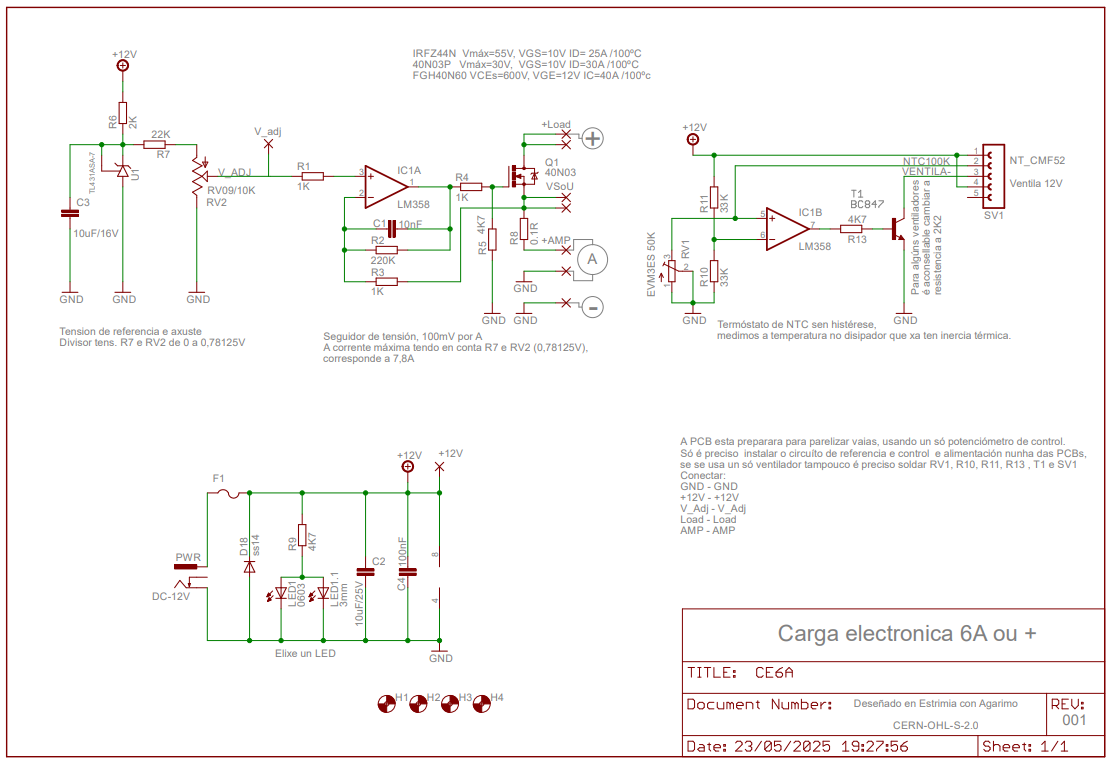 IRFZ44N Vmáx=55V, VGS=10V ID= 25A /100ºC
40N03P Vmáx=30V, VGS=10V ID=30A /100ºC
FGH40N60 VCEs=600V, VGE=12V IC=40A /100ºc
+12V
R6
2K
22K
R7
TL431ASA-7
U1
C3
10uF/16V
V_ADJ
RV09/10K
RV2
GND
GND
GND
V_adj
R1
1K
3
2
1
IC1A
LM358
C1
10nF
R2
220K
R3
1K
R4
1K
4K7
R5
GND
+Load
Q1
40N03
VSoU
R8
0.1R
+AMP
A
GND
GND
Tension de referencia e axuste
Divisor tens. R7 e RV2 de 0 a 0,78125V
Seguidor de tensión, 100mV por A
A corrente máxima tendo en conta R7 e RV2 (0,78125V),
corresponde a 7,8A
+12V
R11
33K
R10
33K
EVM3ES 50K
RV1
3
2
1
GND
5
6
7
IC1B
LM358
4K7
R13
T1
BC847
GND
NTC100K
VENTILA-
1
2
3
4
5
NT_CMF52
Ventila 12V
SV1
Para algúns ventiladores
é aconsellable cambiar a
resistencia a 2K2
Termóstato de NTC sen histérese,
medimos a temperatura no disipador que xa ten inercia térmica.
A PCB esta preparara para parelizar vaias, usando un só potenciómetro de control.
Só é preciso instalar o circuíto de referencia e control e alimentación nunha das PCBs,
se se usa un só ventilador tampouco é preciso soldar RV1, R10, R11, R13 , T1 e SV1
Conectar:
GND - GND
+12V - +12V
V_Adj - V_Adj
Load - Load
AMP - AMP
F1
PWR
DC-12V
D18
ss14
R9
4K7
LED1
0603
LED1.1
3mm
Elixe un LED
C2
10uF/25V
+12V
100nF
C4
+12V
8
4
GND
H1
H2
H3
H4
Carga electronica 6A ou +
TITLE: CE6A
Document Number:
Deseñado en Estrimia con Agarimo
CERN-OHL-S-2.0
REV:
001
Date: 23/05/2025 19:27:56
Sheet: 1/1